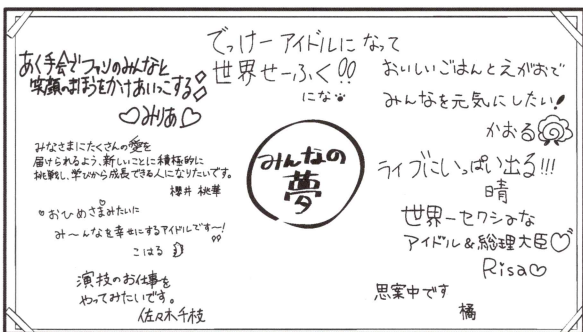 でっけーアイドルになって
世界せーふく!!
にな
あく手会でファンのみんなと
笑顔のまほうをかけあいっこする
みりあ
おいしいごはんとえがおで
みんなを元気にしたい!
かおる
みなさまにたくさんの愛を
届けられるよう、新しいことに積極的に
挑戦し、学びから成長できる人になりたいです。
櫻井 桃華
みんなの
夢
ライブにいっぱい出る!!!
晴
おひめさまみたいに
み〜んなを幸せにするアイドルです〜!
こはる
世界一セクシーな
アイドル&総理大臣♡
Risa♡
演技のお仕事を
やってみたいです。
佐々木千枝
思案中です
橘